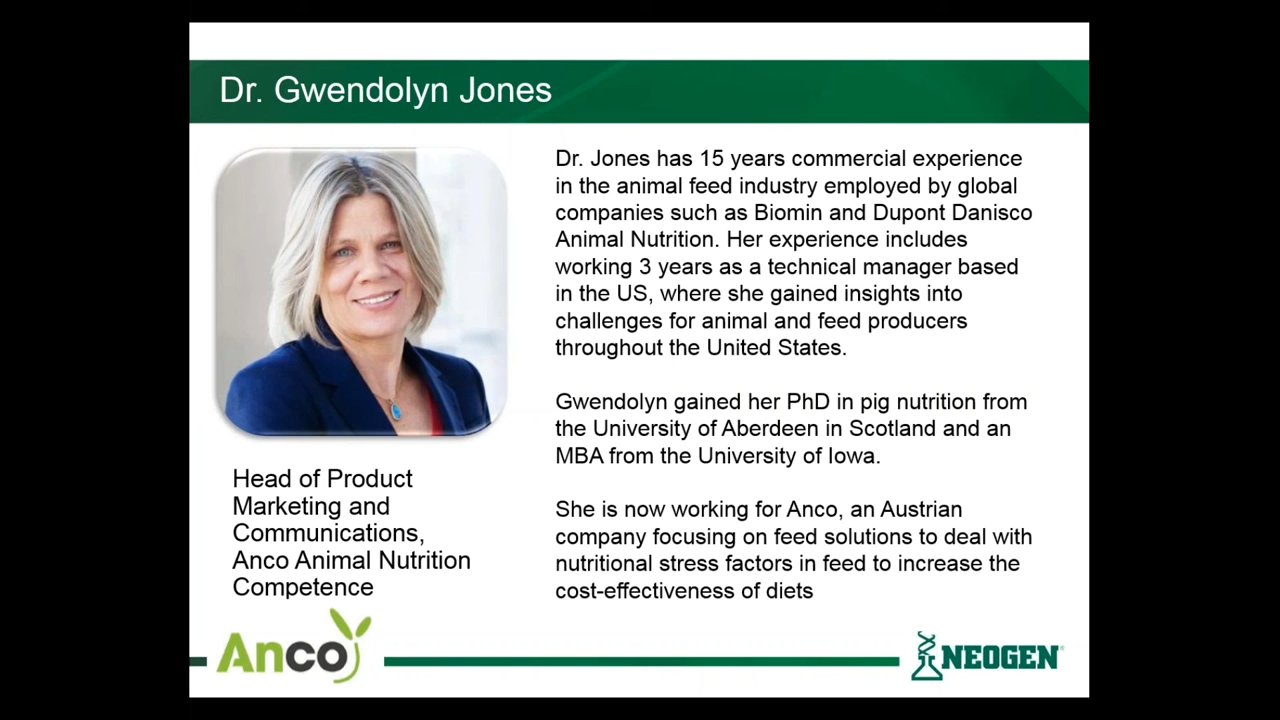 Dr. Gwendolyn Jones
Dr. Jones has 15 years commercial experience
in the animal feed industry employed by global
companies such as Biomin and Dupont Danisco
Animal Nutrition. Her experience includes
working 3 years as a technical manager based
in the US, where she gained insights into
challenges for animal and feed producers
throughout the United States.
Gwendolyn gained her PhD in pig nutrition from
the University of Aberdeen in Scotland and an
MBA from the University of Iowa.
She is now working for Anco, an Austrian
company focusing on feed solutions to deal with
nutritional stress factors in feed to increase the
cost-effectiveness of diets
Head of Product
Marketing and
Communications,
Anco Animal Nutrition
Competence
Anco
NEOGEN®